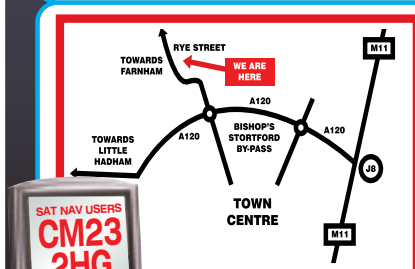 M11
RYE STREET
TOWARDS
FARNHAM
WE ARE
HERE
A120
A120
BISHOP'S
STORTFORD
BY-PASS
A120
TOWARDS
LITTLE
HADHAM
J8
TOWN
CENTRE
M11
SAT NAV USERS
CM23
2HG